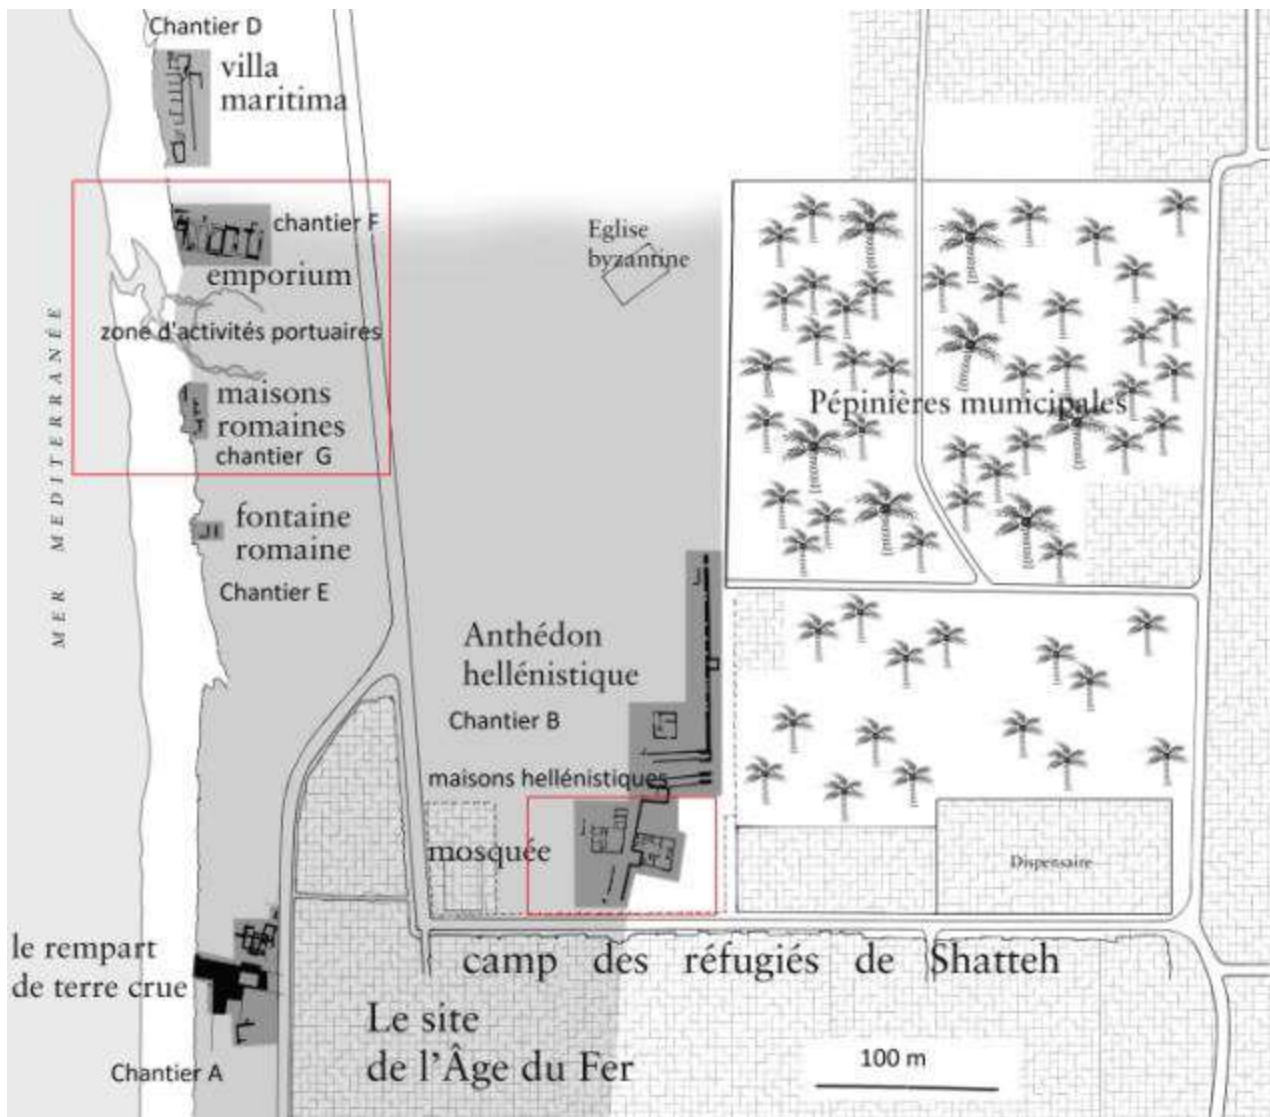 Chantier D
villa
maritima
chantier F
emporium
Eglise
byzantine
zone d'activités portuaires
MER MEDITERRANÉE
maisons
romaines
chantier G
Pépinières municipales
fontaine
romaine
Chantier E
Anthédon
hellénistique
Chantier B
maisons hellénistiques
mosquée
Dispensaire
le rempart
de terre crue
camp des réfugiés de Shatteh
Le site
de l'Âge du Fer
Chantier A
100 m